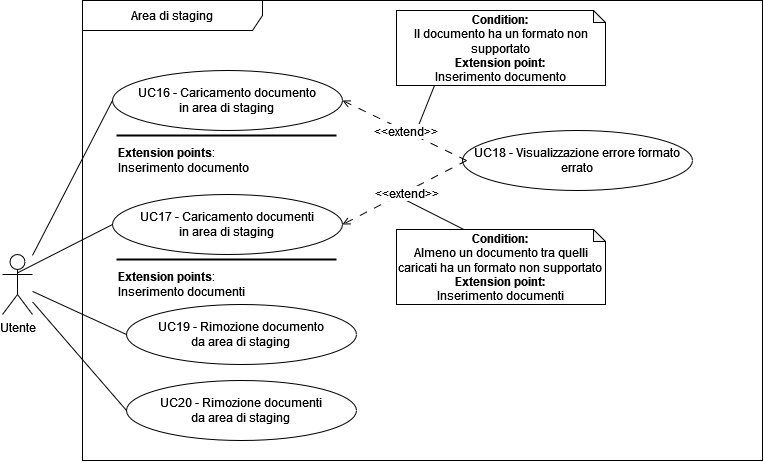 Area di staging
Condition:
Il documento ha un formato non
supportato
Extension point:
Inserimento documento
UC16 - Caricamento documento
in area di staging
<<extend>>
Extension points:
Inserimento documento
UC18 - Visualizzazione errore formato
errato
<<extend>>
UC17 - Caricamento documenti
in area di staging
Condition:
Almeno un documento tra quelli
caricati ha un formato non supportato
Extension point:
Inserimento documenti
Extension points:
Inserimento documenti
Utente
UC19 - Rimozione documento
da area di staging
UC20 - Rimozione documenti
da area di staging